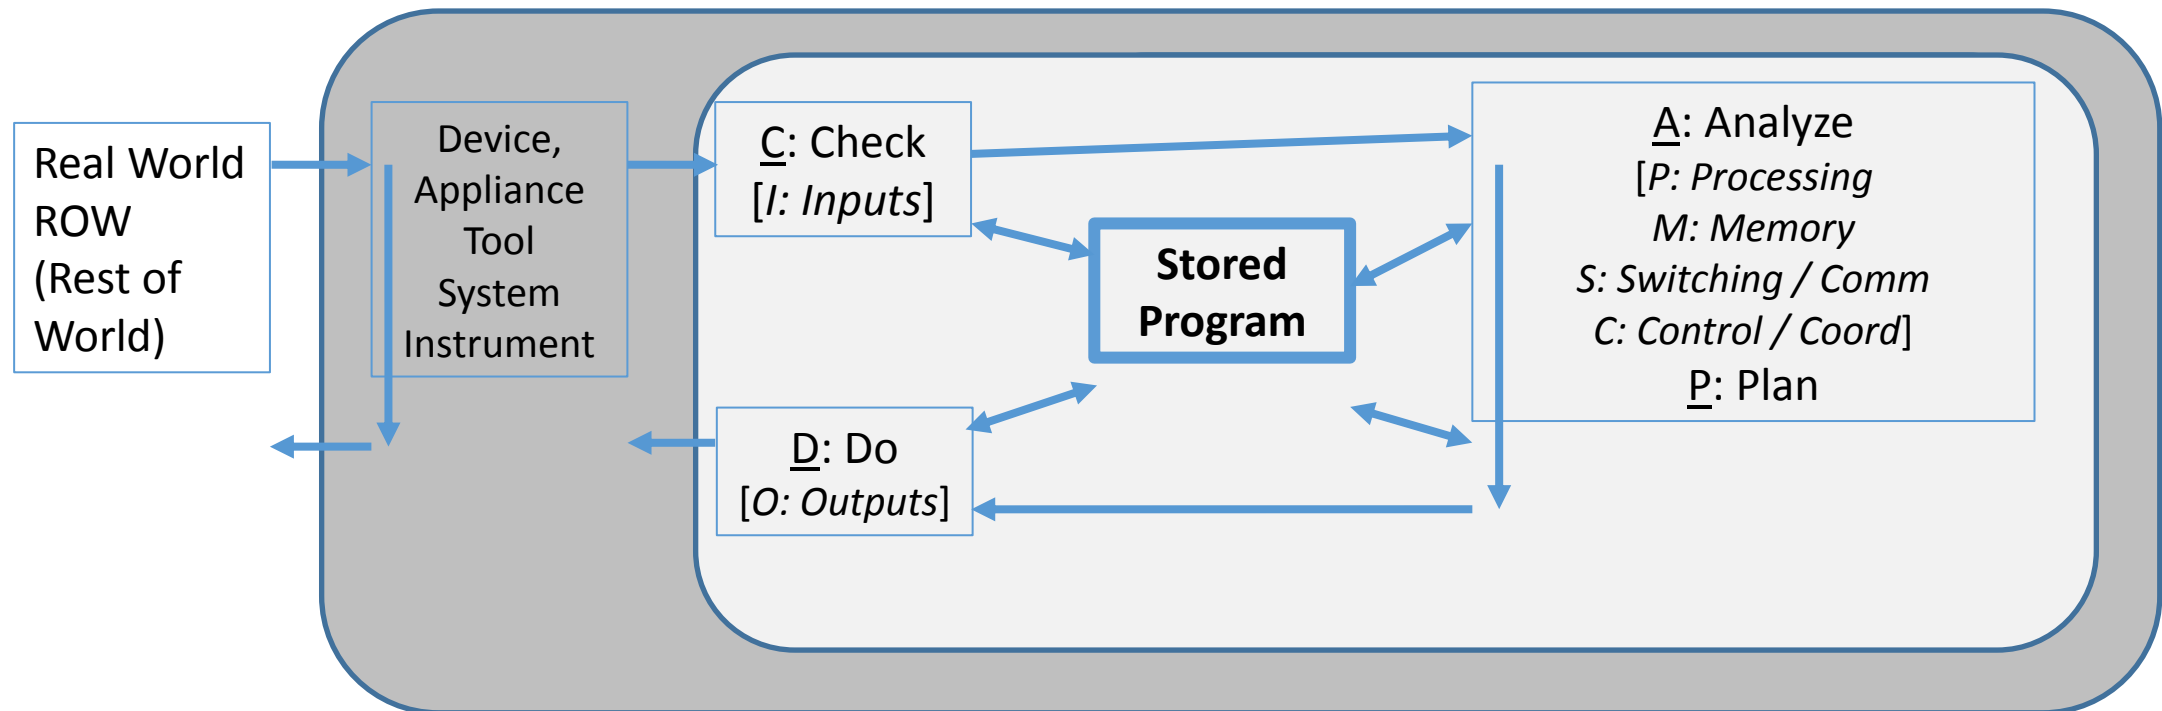 Real World
ROW
(Rest of
World)
Device,
Appliance
Tool
System
Instrument
C: Check
[I: Inputs]
Stored
Program
A: Analyze
[P: Processing
M: Memory
S: Switching / Comm
C: Control / Coord]
P: Plan
D: Do
[O: Outputs]